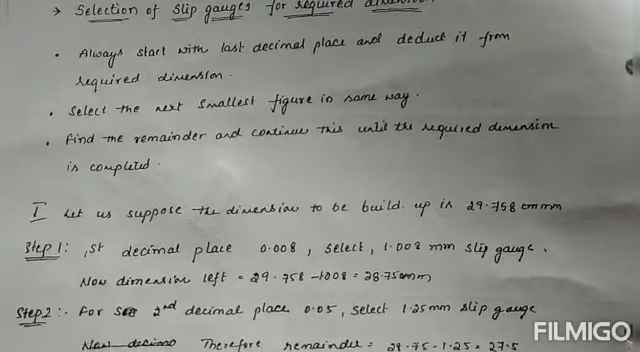 → Selection of slip gauges for required dimension
• Always start with last decimal place and deduct it from
required dimension.
• Select the next smallest figure in same way.
• Find the remainder and continue this until the required dimension
is completed.
I Let us suppose the dimension to be build up is 29.758 mm
Step 1: 1st decimal place 0.008, select, 1.008 mm slip gauge.
Now dimension left = 29.758 - 1.008 = 28.75 mm
Step 2:- For 2nd decimal place 0.05, select 1.25mm slip gauge
Therefore remainder = 28.75 - 1.25 = 27.5
FILMIGO